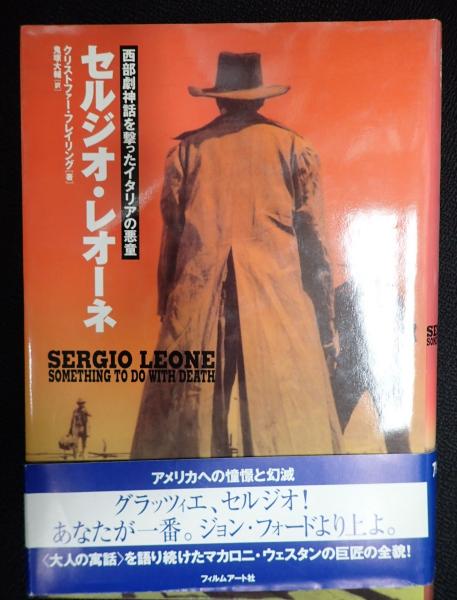 西部劇神話を撃ったイタリアの悪童
セルジオ・レオーネ
クリストファー・フレイリング[著]
鬼塚大輔[訳]
SERGIO LEONE
SOMETHING TO DO WITH DEATH
アメリカへの憧憬と幻滅
グラッツィエ、セルジオ!
あなたが一番。ジョン・フォードより上よ。
〈大人の寓話〉を語り続けたマカロニ・ウェスタンの巨匠の全貌!
フィルムアート社